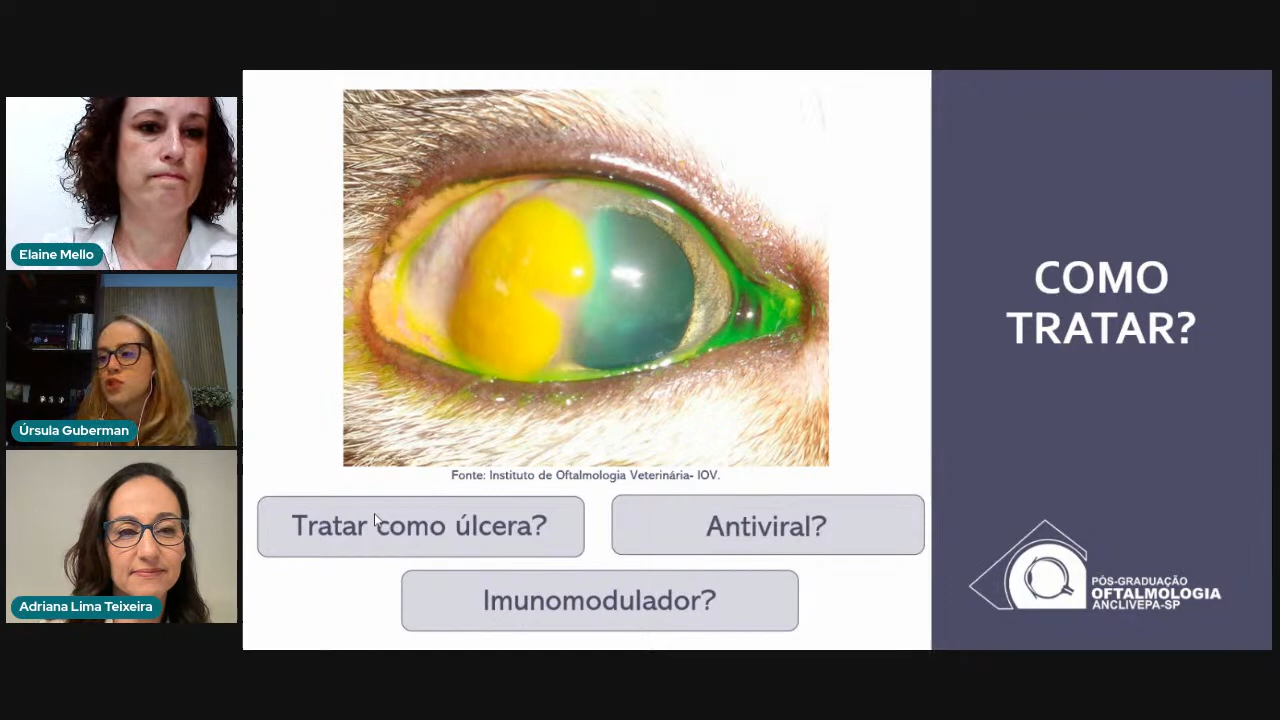 Elaine Mello
Úrsula Guberman
Adriana Lima Teixeira
Fonte: Instituto de Oftalmologia Veterinária- IOV.
Tratar como úlcera?
Antiviral?
Imunomodulador?
COMO
TRATAR?
PÓS-GRADUAÇÃO
OFTALMOLOGIA
ANCLIVEPA-SP